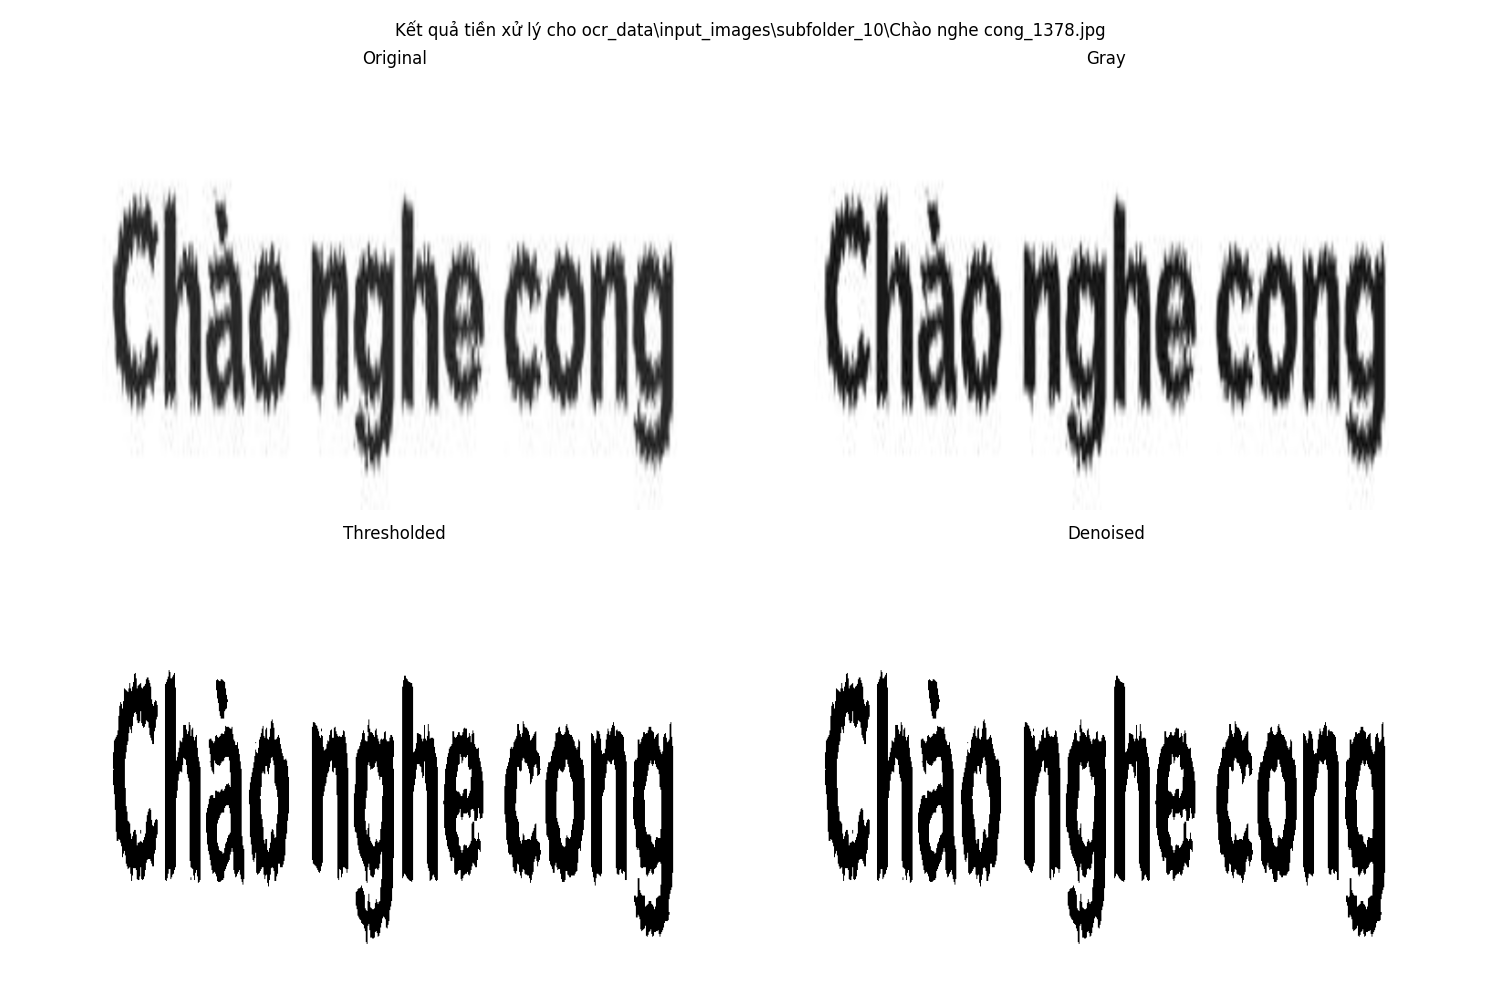 Kết quả tiền xử lý cho ocr_data\input_images\subfolder_10\Chào nghe cong_1378.jpg
Original
Gray
Chào nghe cong
Chào nghe cong
Thresholded
Denoised
Chào nghe cong
Chào nghe cong